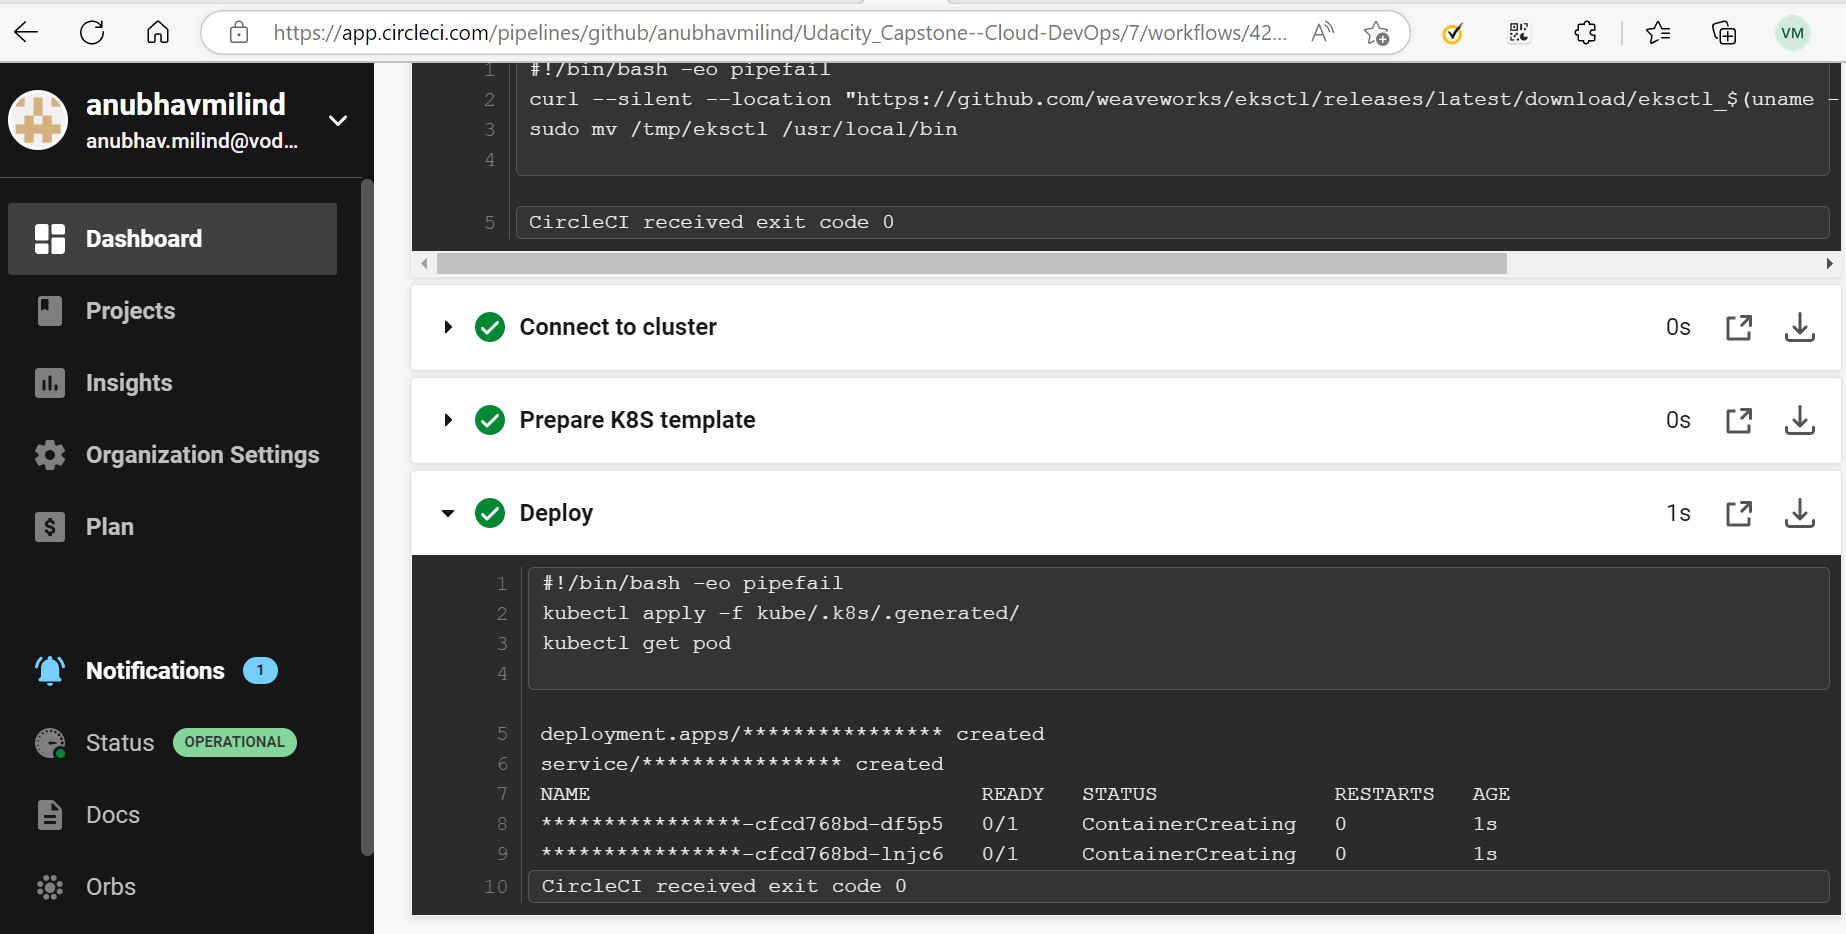 https://app.circleci.com/pipelines/github/anubhavmilind/Udacity_Capstone--Cloud-DevOps/7/workflows/42...
VM
anubhavmilind
anubhav.milind@vod...
Dashboard
Projects
Insights
Organization Settings
$ Plan
Notifications 1
Status OPERATIONAL
Docs
Orbs
1 #!/bin/bash -eo pipefail
2 curl --silent --location "https://github.com/weaveworks/eksctl/releases/latest/download/eksctl_$(uname -
3 sudo mv /tmp/eksctl /usr/local/bin
4
5 CircleCI received exit code 0
Connect to cluster 0s
Prepare K8S template 0s
Deploy 1s
1 #!/bin/bash -eo pipefail
2 kubectl apply -f kube/.k8s/.generated/
3 kubectl get pod
4
5 deployment.apps/**************** created
6 service/**************** created
7 NAME READY STATUS RESTARTS AGE
8 ****************-cfcd768bd-df5p5 0/1 ContainerCreating 0 1s
9 ****************-cfcd768bd-lnjc6 0/1 ContainerCreating 0 1s
10 CircleCI received exit code 0